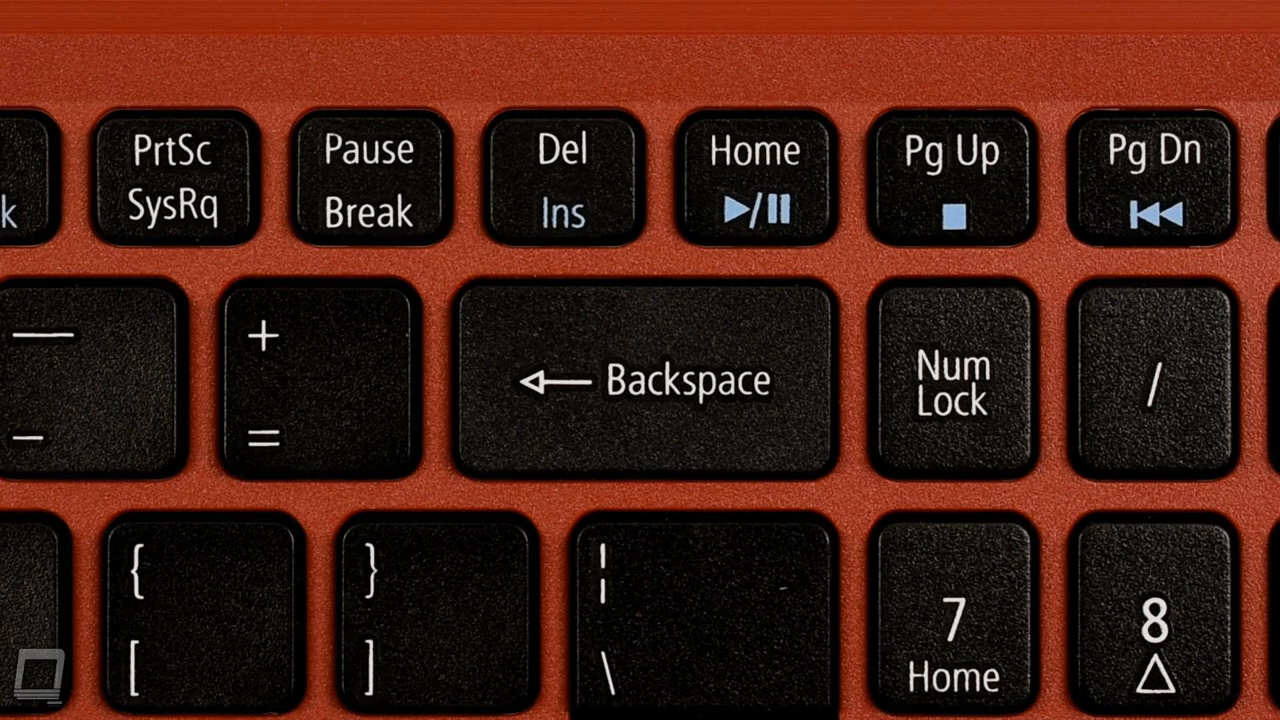 PrtSc Pause Del Home Pg Up Pg Dn
k SysRq Break Ins ▶/⏸ ■ ⏮
— +
Num
← Backspace /
Lock
- =
{ } ¦
7 8
[ ] \ Home △